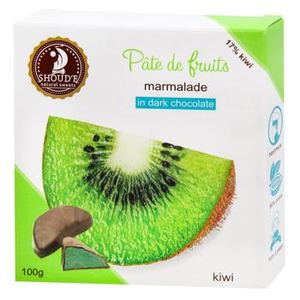 SHOUD'E
natural sweets
Pâte de fruits
17% kiwi
marmalade
in dark chocolate
100g
kiwi